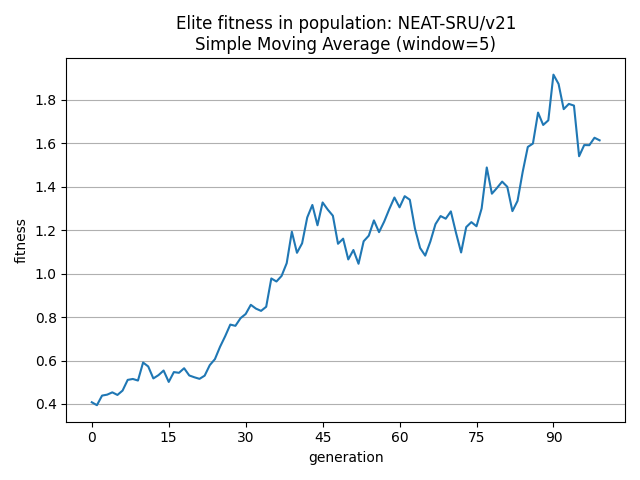 Elite fitness in population: NEAT-SRU/v21
Simple Moving Average (window=5)
fitness
1.8
1.6
1.4
1.2
1.0
0.8
0.6
0.4
0 15 30 45 60 75 90
generation